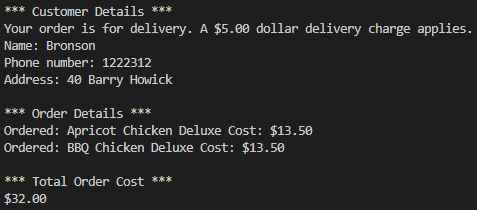 *** Customer Details ***
Your order is for delivery. A $5.00 dollar delivery charge applies.
Name: Bronson
Phone number: 1222312
Address: 40 Barry Howick
*** Order Details ***
Ordered: Apricot Chicken Deluxe Cost: $13.50
Ordered: BBQ Chicken Deluxe Cost: $13.50
*** Total Order Cost ***
$32.00